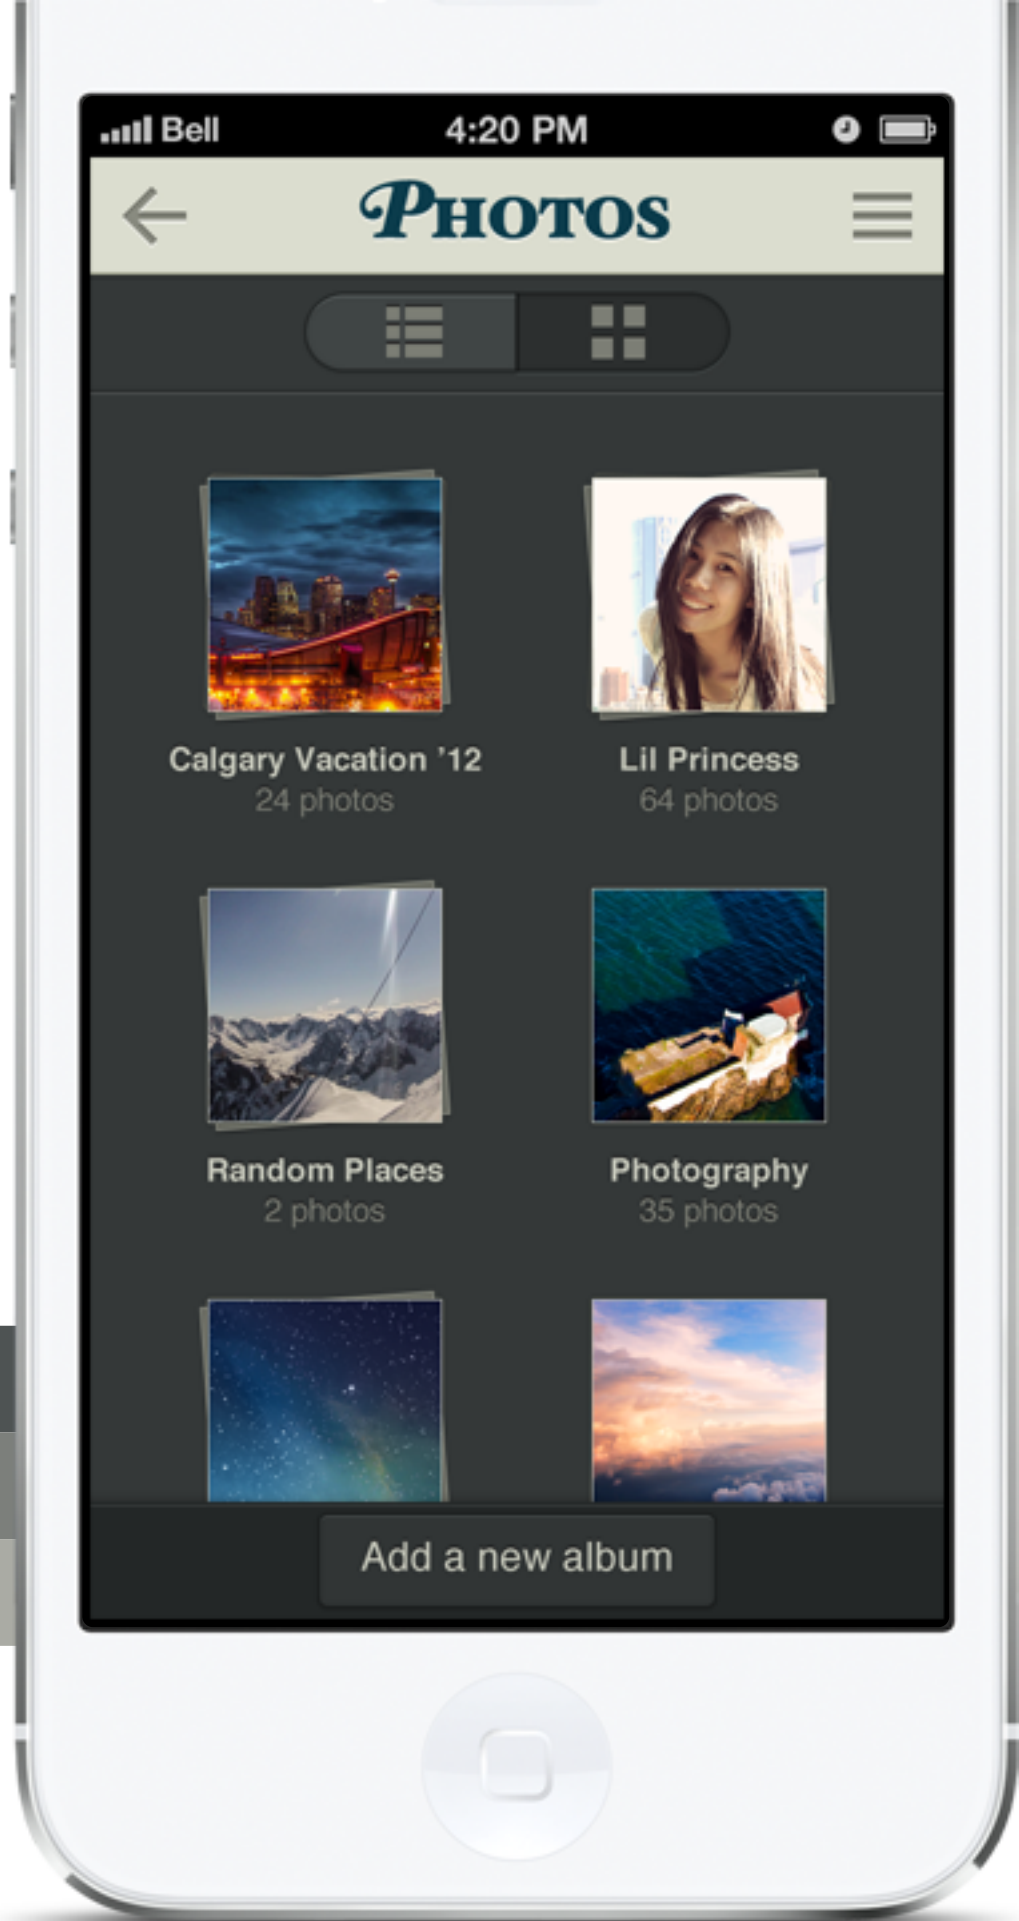 Bell 4:20 PM
PHOTOS
Calgary Vacation ’12
24 photos
Lil Princess
64 photos
Random Places
2 photos
Photography
35 photos
Add a new album